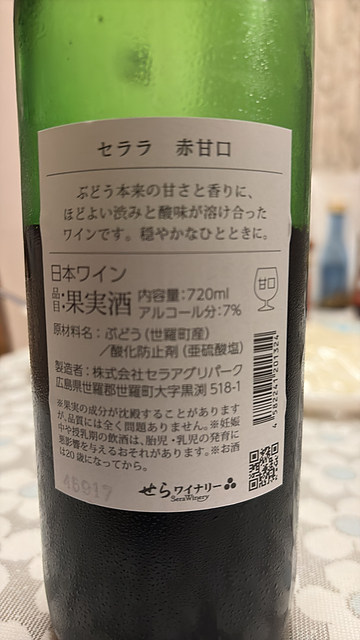 セララ 赤甘口
ぶどう本来の甘さと香りに、
ほどよい渋みと酸味が溶け合った
ワインです。穏やかなひとときに。
日本ワイン
品目:果実酒 内容量:720ml
アルコール分:7%
甘口
原材料名:ぶどう(世羅町産)
/酸化防止剤(亜硫酸塩)
製造者:株式会社セラアグリパーク
広島県世羅郡世羅町大字黒渕 518-1
※果実の成分が沈殿することがあります
が、品質には全く問題ありません。※妊娠
中や授乳期の飲酒は、胎児・乳児の発育に
悪影響を与えるおそれがあります。※お酒
は20歳になってから。
4582241201324
せらワイナリー
SeraWinery